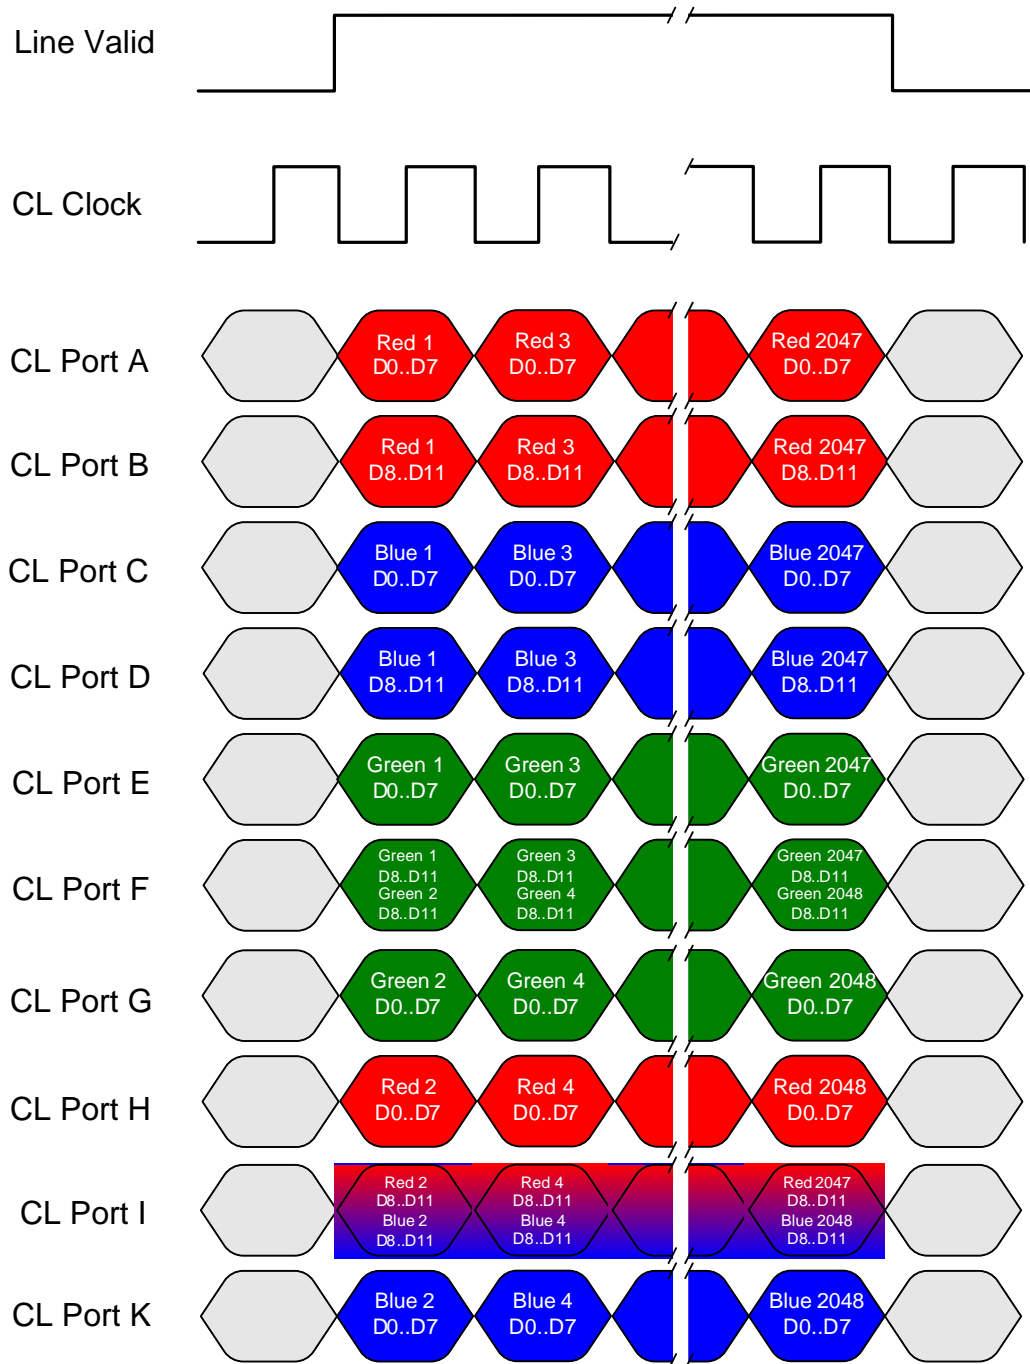 Line Valid
CL Clock
CL Port A
Red 1
D0..D7
Red 3
D0..D7
Red 2047
D0..D7
CL Port B
Red 1
D8..D11
Red 3
D8..D11
Red 2047
D8..D11
CL Port C
Blue 1
D0..D7
Blue 3
D0..D7
Blue 2047
D0..D7
CL Port D
Blue 1
D8..D11
Blue 3
D8..D11
Blue 2047
D8..D11
CL Port E
Green 1
D0..D7
Green 3
D0..D7
Green 2047
D0..D7
CL Port F
Green 1
D8..D11
Green 2
D8..D11
Green 3
D8..D11
Green 4
D8..D11
Green 2047
D8..D11
Green 2048
D8..D11
CL Port G
Green 2
D0..D7
Green 4
D0..D7
Green 2048
D0..D7
CL Port H
Red 2
D0..D7
Red 4
D0..D7
Red 2048
D0..D7
CL Port I
Red 2
D8..D11
Blue 2
D8..D11
Red 4
D8..D11
Blue 4
D8..D11
Red 2047
D8..D11
Blue 2048
D8..D11
CL Port K
Blue 2
D0..D7
Blue 4
D0..D7
Blue 2048
D0..D7